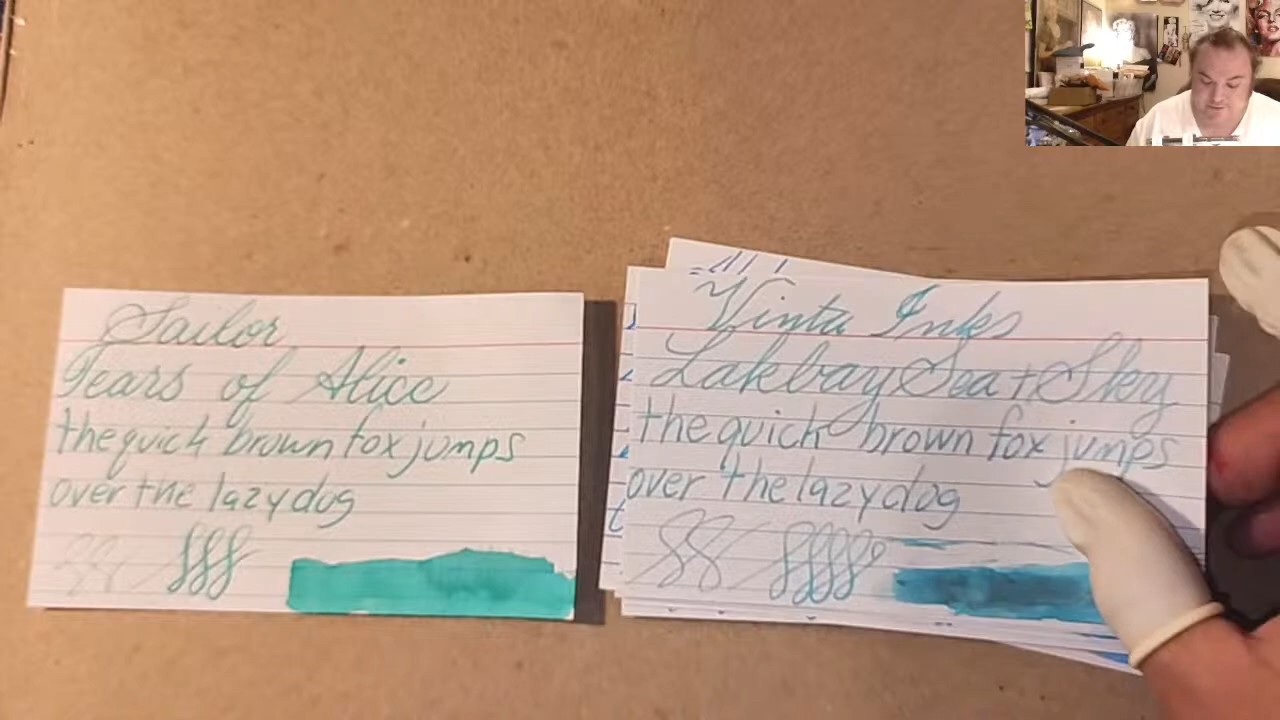 Sailor
Tears of Alice
the quick brown fox jumps
over the lazy dog
Vinta Inks
Lakbay Sea + Sky
the quick brown fox jumps
over the lazy dog